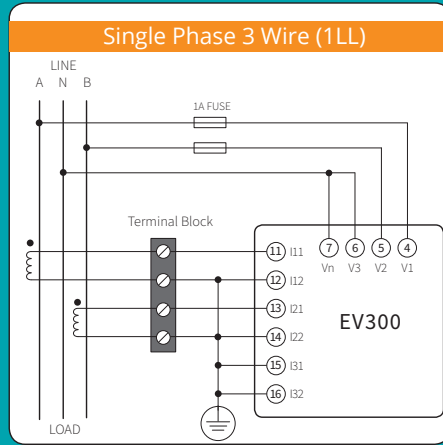 Single Phase 3 Wire (1LL)
LINE
A N B
1A FUSE
Terminal Block
11 I11
12 I12
13 I21
14 I22
15 I31
16 I32
7 6 5 4
Vn V3 V2 V1
EV300
LOAD